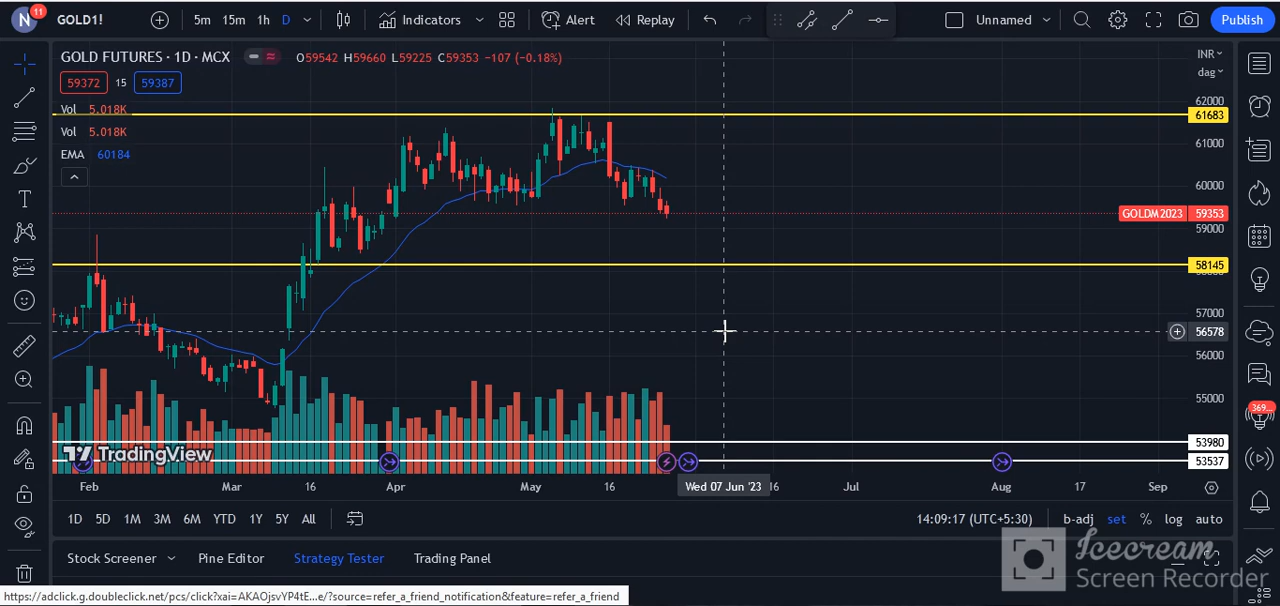 N 11 GOLD1! 5m 15m 1h D Indicators Alert Replay Unnamed Publish
GOLD FUTURES · 1D · MCX O59542 H59660 L59225 C59353 −107 (−0.18%) INR
59372 15 59387 dag
Vol 5.018K
Vol 5.018K
EMA 60184
62000
61683
61000
60000
GOLDM2023 59353
59000
58145
57000
56578
56000
55000
53980
53537
TradingView
Feb Mar 16 Apr May 16 Wed 07 Jun '23 16 Jul Aug 17 Sep
1D 5D 1M 3M 6M YTD 1Y 5Y All 14:09:17 (UTC+5:30) b-adj set % log auto
Stock Screener Pine Editor Strategy Tester Trading Panel
369...
Icecream
Screen Recorder
https://adclick.g.doubleclick.net/pcs/click?xai=AKAOjsvYP4tE...e/?source=refer_a_friend_notification&feature=refer_a_friend